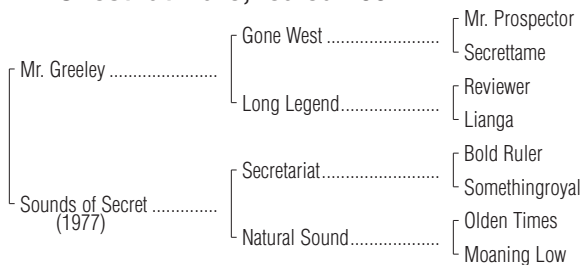 Mr. Prospector
Gone West ........................
Secrettame
Mr. Greeley ......................
Reviewer
Long Legend.....................
Lianga
Bold Ruler
Secretariat........................
Somethingroyal
Sounds of Secret .............
(1977)
Olden Times
Natural Sound...................
Moaning Low